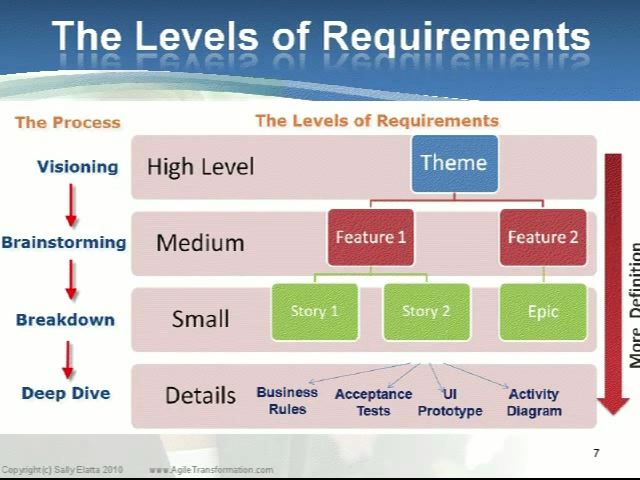 The Levels of Requirements
The Process
The Levels of Requirements
Visioning
High Level
Theme
Brainstorming
Medium
Feature 1
Feature 2
Breakdown
Small
Story 1
Story 2
Epic
Deep Dive
Details
Business
Rules
Acceptance
Tests
UI
Prototype
Activity
Diagram
More Definition
7
Copyright(c) Sally Elatta 2010
www.AgileTransformation.com